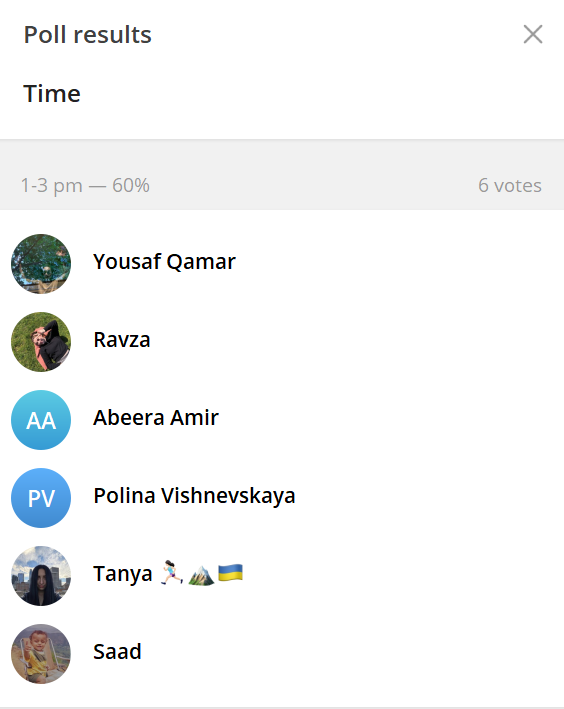 Poll results
Time
1-3 pm — 60% 6 votes
Yousaf Qamar
Ravza
AA Abeera Amir
PV Polina Vishnevskaya
Tanya 🏃🏻‍♀️⛰️🇺🇦
Saad